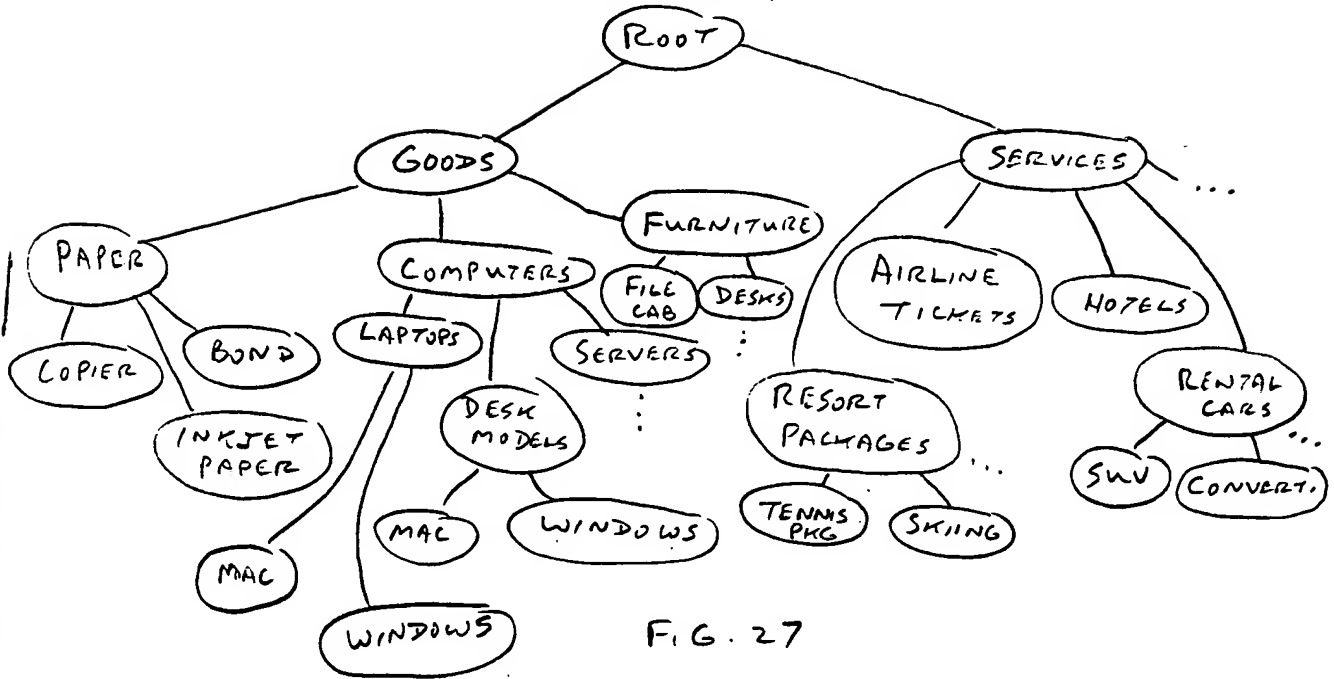 ROOT
GOODS
SERVICES
...
PAPER
COMPUTERS
FURNITURE
AIRLINE
TICKETS
HOTELS
COPIER
BOND
INKJET
PAPER
LAPTOPS
DESK
MODELS
SERVERS
FILE
CAB
DESKS
RESORT
PACKAGES
...
RENTAL
CARS
...
MAC
WINDOWS
MAC
WINDOWS
TENNIS
PKG
SKIING
SUV
CONVERT.
FIG. 27